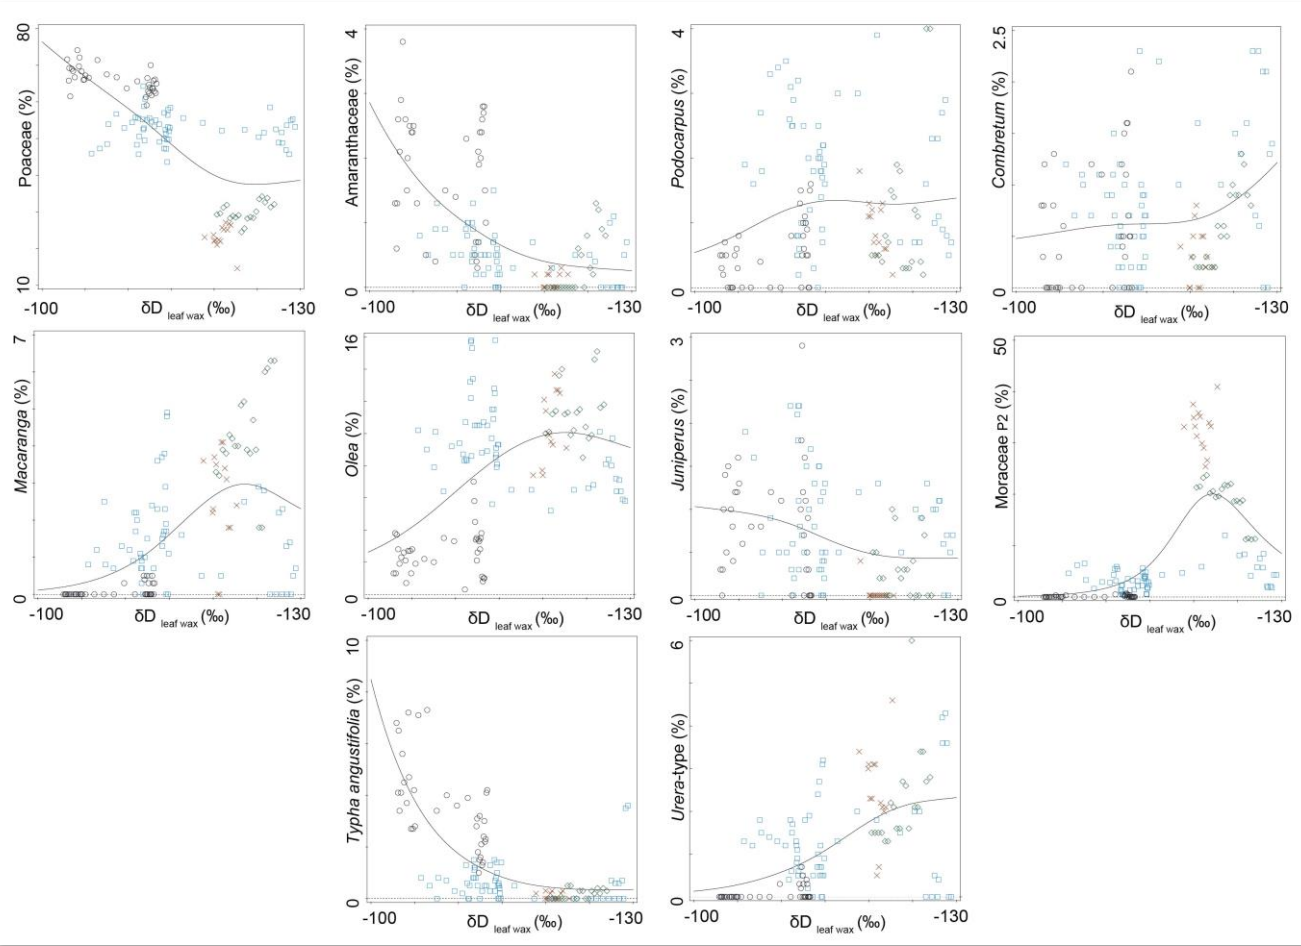 80
Poaceae (%)
10
-100
δD leaf wax (‰)
-130
4
Amaranthaceae (%)
0
-100
δD leaf wax (‰)
-130
4
Podocarpus (%)
0
-100
δD leaf wax (‰)
-130
2.5
Combretum (%)
0
-100
δD leaf wax (‰)
-130
7
Macaranga (%)
0
-100
δD leaf wax (‰)
-130
16
Olea (%)
0
-100
δD leaf wax (‰)
-130
3
Juniperus (%)
0
-100
δD leaf wax (‰)
-130
50
Moraceae P2 (%)
0
-100
δD leaf wax (‰)
-130
10
Typha angustifolia (%)
0
-100
δD leaf wax (‰)
-130
6
Urera-type (%)
0
-100
δD leaf wax (‰)
-130